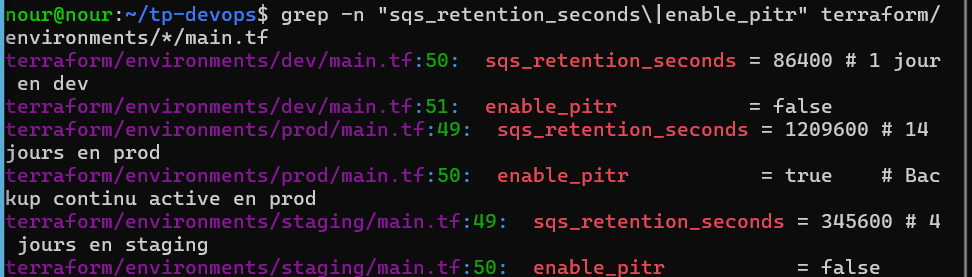 nour@nour:~/tp-devops$ grep -n "sqs_retention_seconds\|enable_pitr" terraform/
environments/*/main.tf
terraform/environments/dev/main.tf:50:  sqs_retention_seconds = 86400 # 1 jour
 en dev
terraform/environments/dev/main.tf:51:  enable_pitr           = false
terraform/environments/prod/main.tf:49:  sqs_retention_seconds = 1209600 # 14
jours en prod
terraform/environments/prod/main.tf:50:  enable_pitr           = true    # Bac
kup continu active en prod
terraform/environments/staging/main.tf:49:  sqs_retention_seconds = 345600 # 4
 jours en staging
terraform/environments/staging/main.tf:50:  enable_pitr           = false